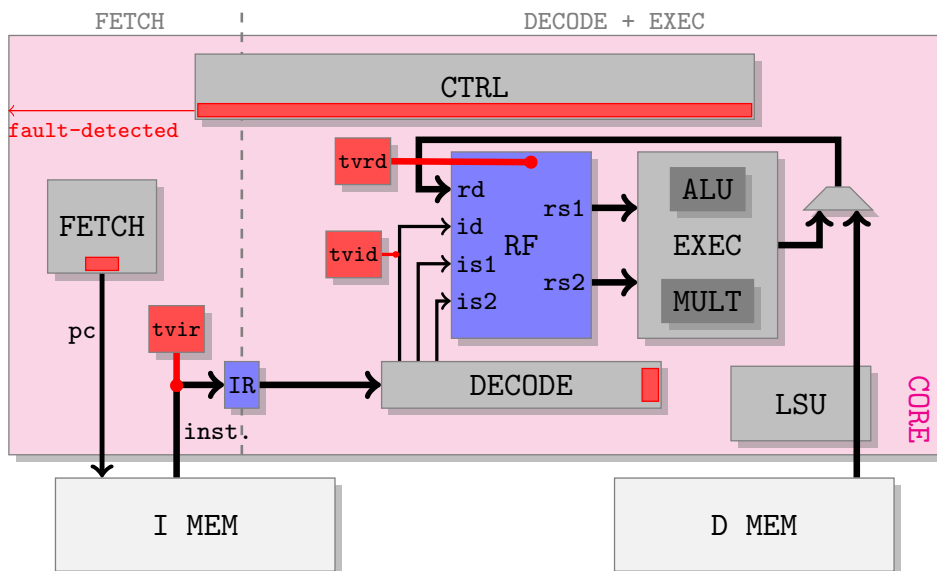 FETCH
DECODE + EXEC
CTRL
fault-detected
tvrd
rd
ALU
FETCH
id
rs1
RF
EXEC
tvid
is1
rs2
is2
MULT
pc
tvir
IR
DECODE
LSU
CORE
inst.
I MEM
D MEM